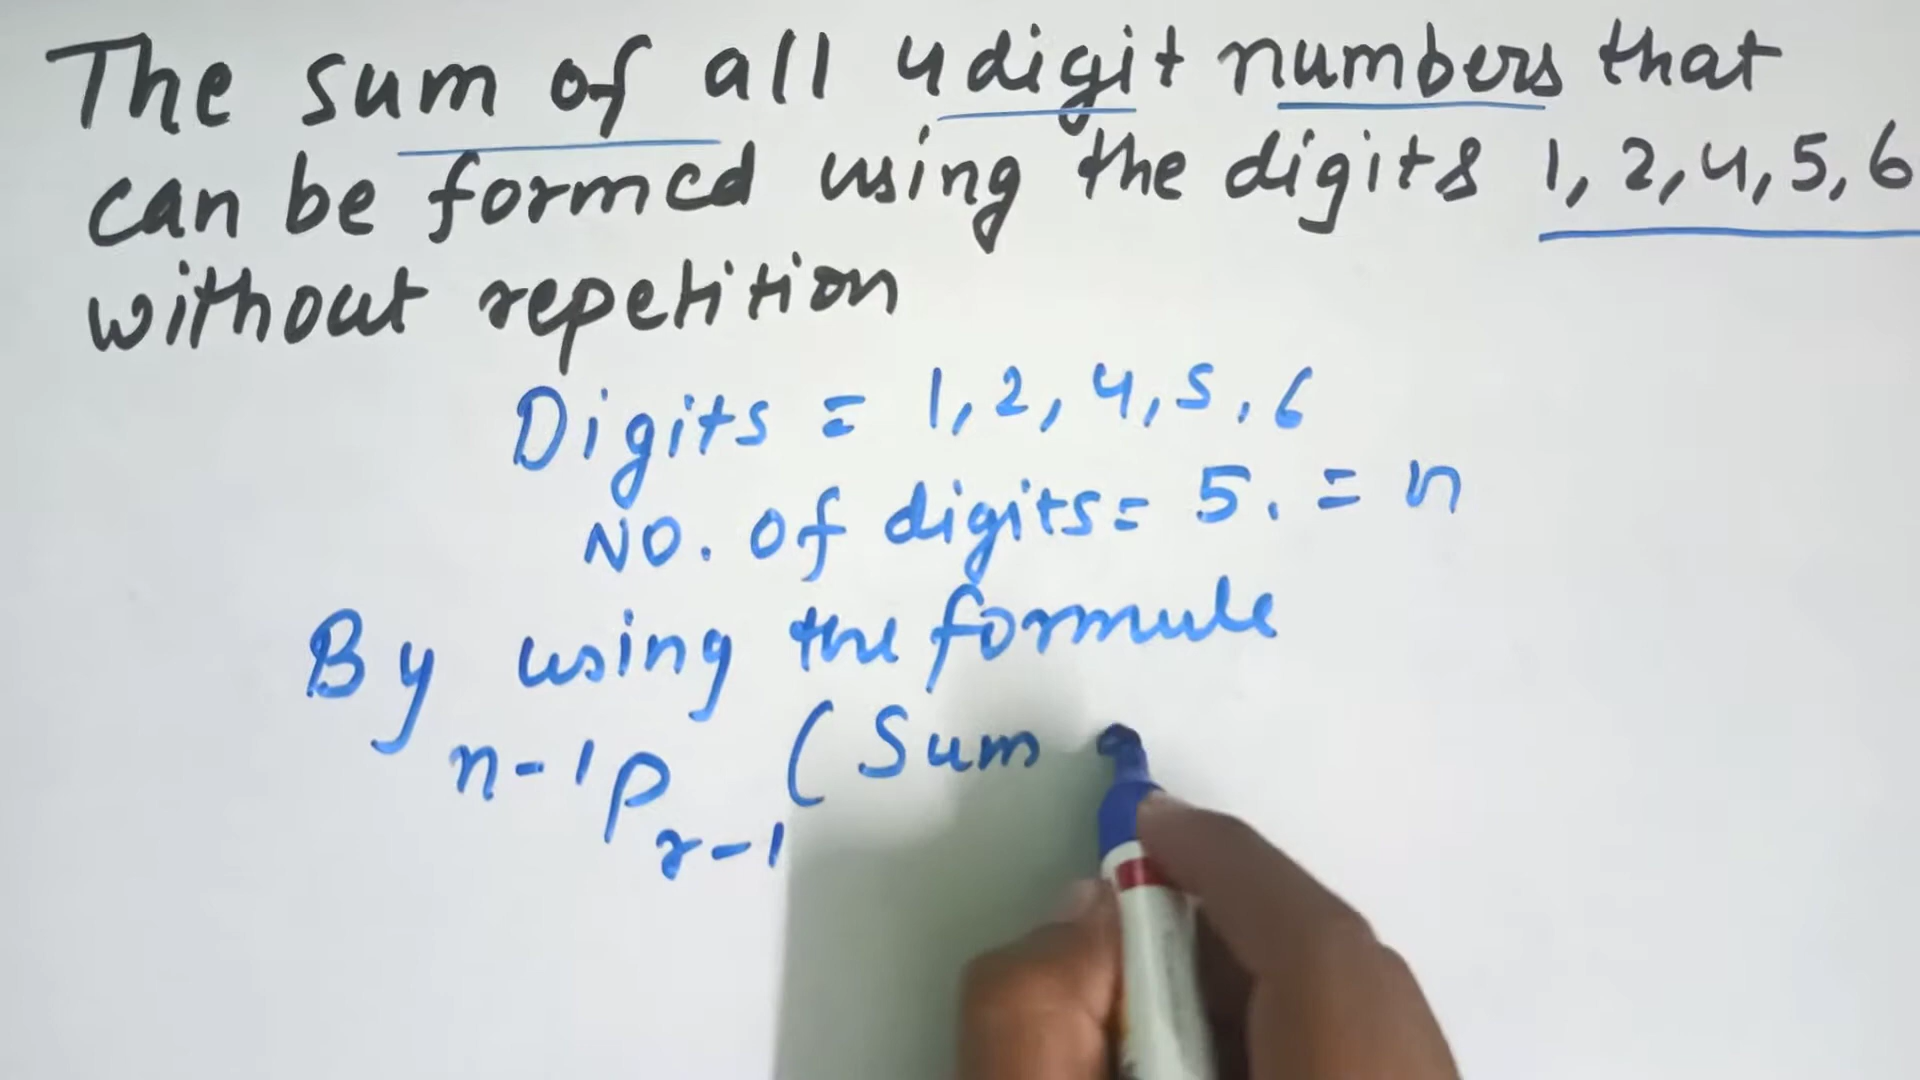 The sum of all 4 digit numbers that
can be formed using the digits 1, 2, 4, 5, 6
without repetition
Digits = 1, 2, 4, 5, 6
NO. of digits = 5. = n
By using the formule
n-1 P r-1 ( Sum